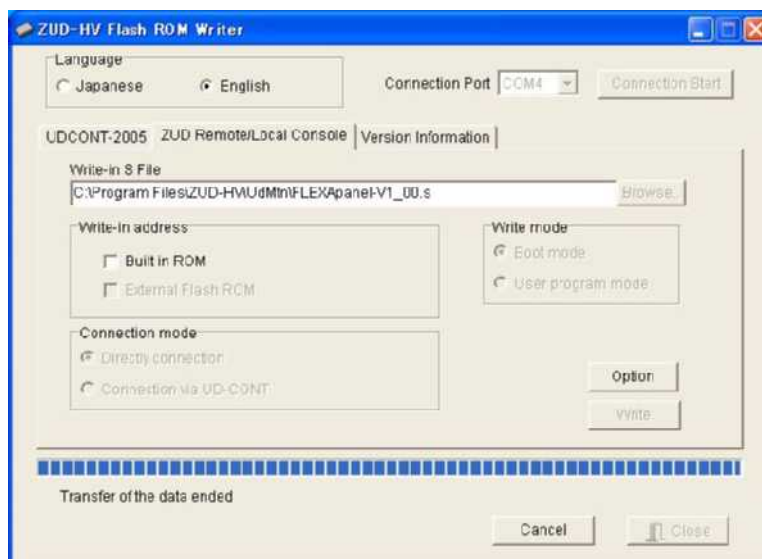 ZUD-HV Flash ROM Writer
Language
Japanese
English
Connection Port
COM4
Connection Start
UDCONT-2005
ZUD Remote/Local Console
Version Information
Write-in S File
C:\Program Files\ZUD-HV\UdMtn\FLEXApanel-V1_00.s
Browse..
Write-in address
Built in ROM
External Flash ROM
Write mode
Boot mode
User program mode
Connection mode
Directly connection
Connection via UD-CONT
Option
Write
Transfer of the data ended
Cancel
Close